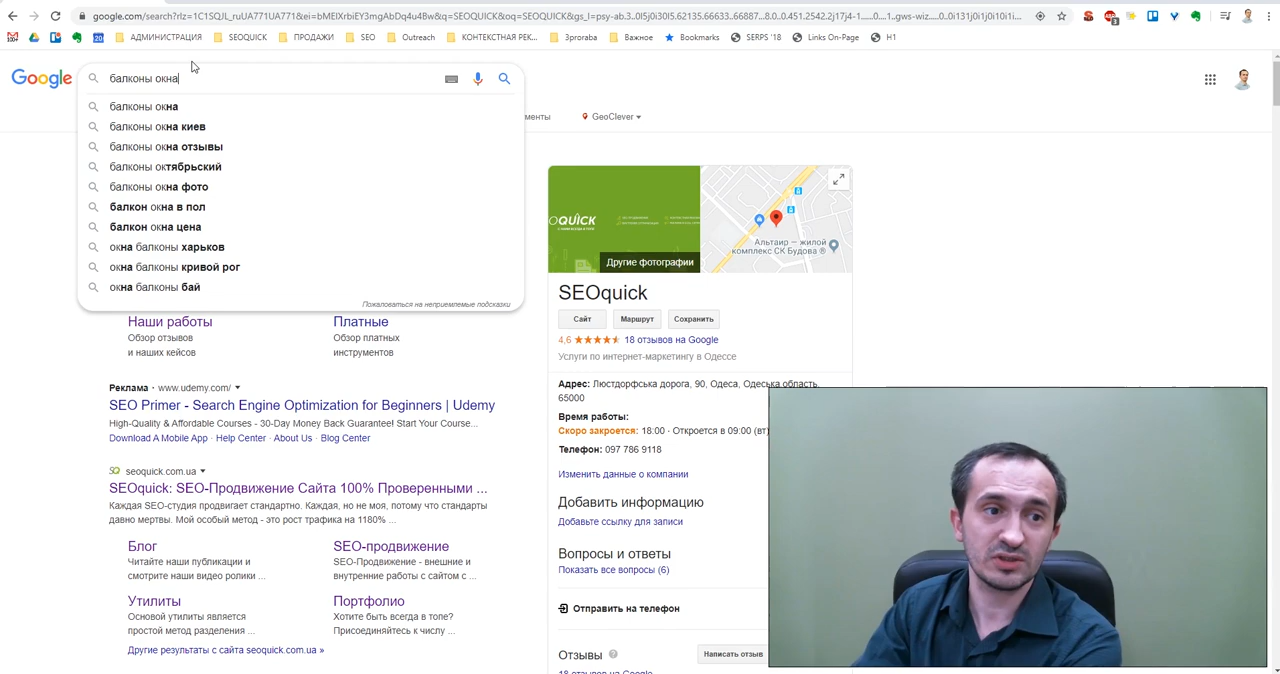 google.com/search?rlz=1C1SQJL_ruUA771UA771&ei=bMElXrbiEY3mgAbDq4u4Bw&q=SEOQUICK&oq=SEOQUICK&gs_l=psy-ab.3..0l5j0i30l5.62135.66633..66887...8.0..0.451.2542.2j17j4-1......0....1..gws-wiz.....0..0i131j0i1j0i10i1i...
АДМИНИСТРАЦИЯ
SEOQUICK
ПРОДАЖИ
SEO
Outreach
КОНТЕКСТНАЯ РЕК...
3proraba
Важное
Bookmarks
SERPS '18
Links On-Page
H1
Google
балконы окна
балконы окна
балконы окна киев
балконы окна отзывы
балконы октябрьский
балконы окна фото
балкон окна в пол
балкон окна цена
окна балконы харьков
окна балконы кривой рог
окна балконы бай
Пожаловаться на неприемлемые подсказки
менты
GeoClever
Наши работы
Обзор отзывов
и наших кейсов
Платные
Обзор платных
инструментов
Реклама · www.udemy.com/
SEO Primer - Search Engine Optimization for Beginners | Udemy
High-Quality & Affordable Courses - 30-Day Money Back Guarantee! Start Your Course...
Download A Mobile App · Help Center · About Us · Blog Center
seoquick.com.ua
SEOquick: SEO-Продвижение Сайта 100% Проверенными ...
Каждая SEO-студия продвигает стандартно. Каждая, но не моя, потому что стандарты
давно мертвы. Мой особый метод - это рост трафика на 1180% ...
Блог
Читайте наши публикации и
смотрите наши видео ролики ...
SEO-продвижение
SEO-Продвижение - внешние и
внутренние работы с сайтом с ...
Утилиты
Основой утилиты является
простой метод разделения ...
Портфолио
Хотите быть всегда в топе?
Присоединяйтесь к числу ...
Другие результаты с сайта seoquick.com.ua »
OQUICK
Другие фотографии
Альтаир – жилой
комплекс СК Будова ®
SEOquick
Сайт
Маршрут
Сохранить
4,6
18 отзывов на Google
Услуги по интернет-маркетингу в Одессе
Адрес: Люстдорфська дорога, 90, Одеса, Одеська область,
65000
Время работы:
Скоро закроется: 18:00 · Откроется в 09:00 (вт)
Телефон: 097 786 9118
Изменить данные о компании
Добавить информацию
Добавьте ссылку для записи
Вопросы и ответы
Показать все вопросы (6)
Отправить на телефон
Отзывы
Написать отзыв
18 отзывов на Google